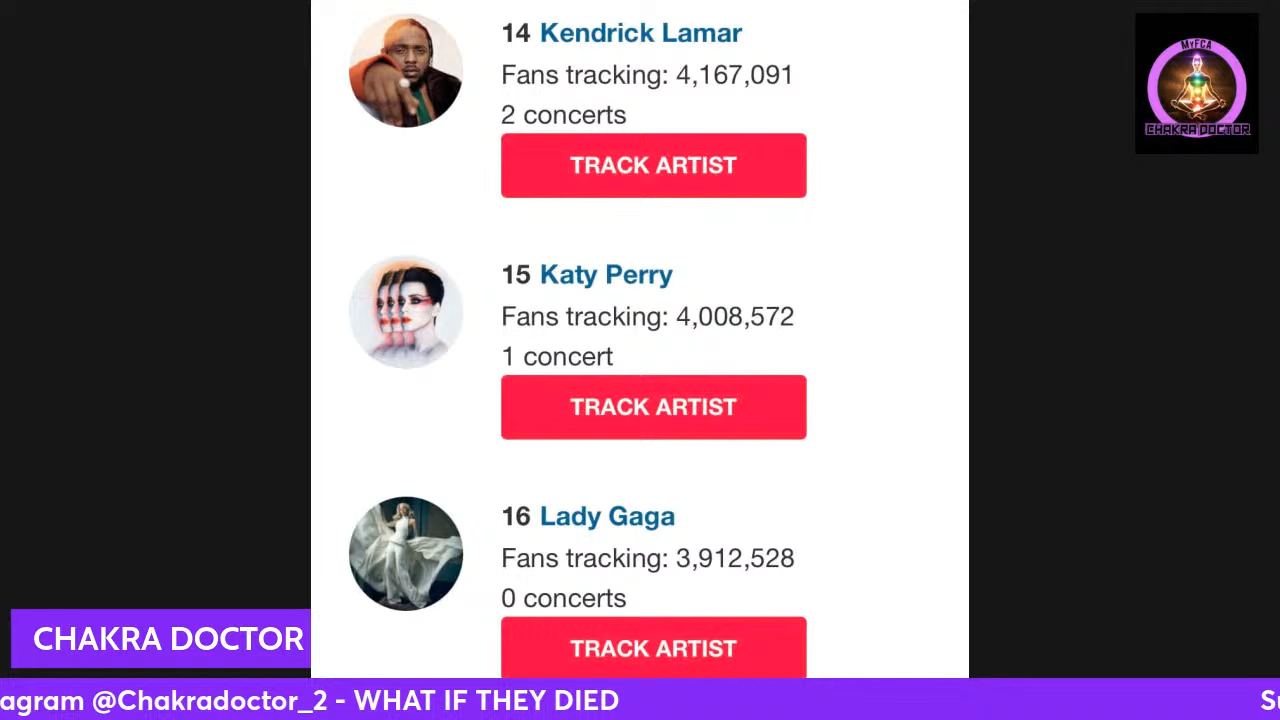 14 Kendrick Lamar
Fans tracking: 4,167,091
2 concerts
TRACK ARTIST
MYFCA
CHAKRA DOCTOR
15 Katy Perry
Fans tracking: 4,008,572
1 concert
TRACK ARTIST
16 Lady Gaga
Fans tracking: 3,912,528
0 concerts
TRACK ARTIST
CHAKRA DOCTOR
agram @Chakradoctor_2 - WHAT IF THEY DIED